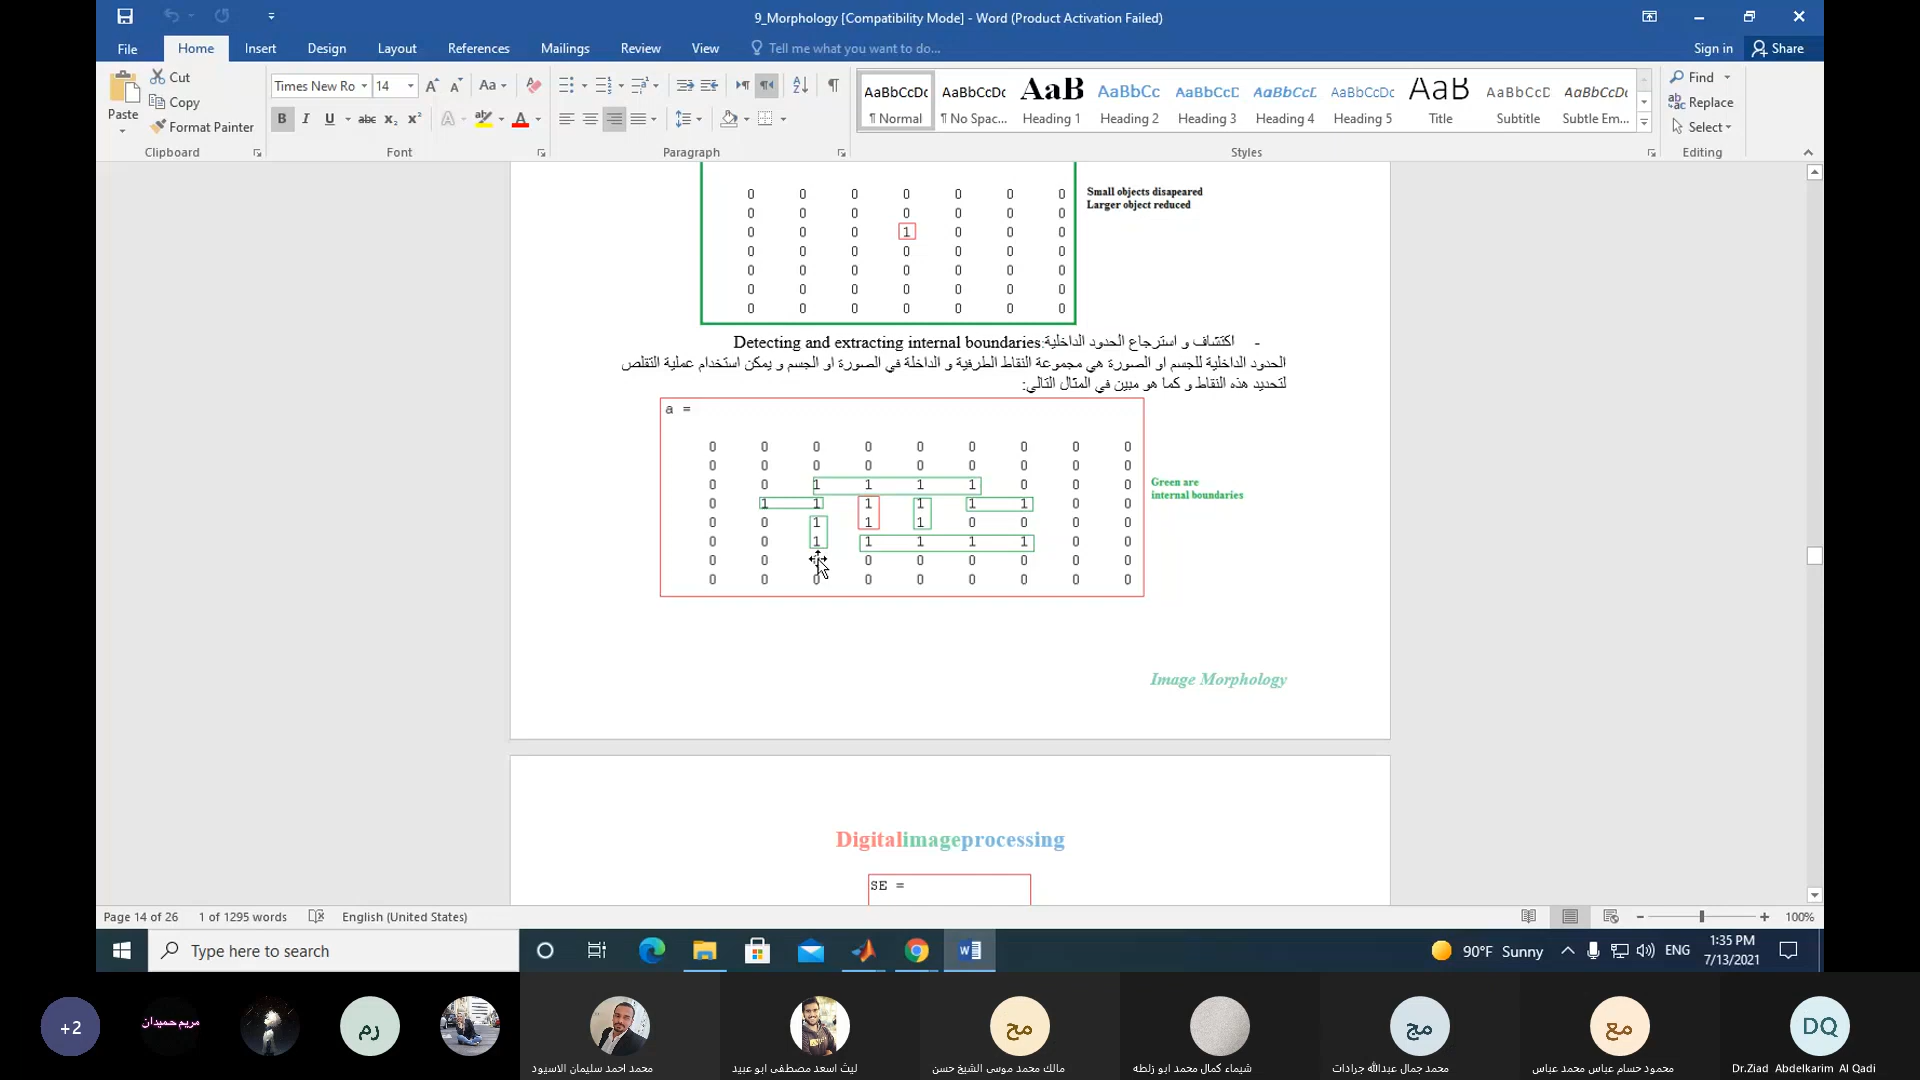 9_Morphology [Compatibility Mode] - Word (Product Activation Failed)
File Home Insert Design Layout References Mailings Review View Tell me what you want to do... Sign in Share
Cut
Copy
Format Painter
Paste
Clipboard
Times New Ro 14
Font
Paragraph
AaBbCcDc AaBbCcDc AaB AaBbCc AaBbCcD AaBbCcL AaBbCcDc AaB AaBbCcD AaBbCcDc
¶ Normal ¶ No Spac... Heading 1 Heading 2 Heading 3 Heading 4 Heading 5 Title Subtitle Subtle Em...
Styles
Find
Replace
Select
Editing
0 0 0 0 0 0 0
0 0 0 0 0 0 0
0 0 0 1 0 0 0
0 0 0 0 0 0 0
0 0 0 0 0 0 0
0 0 0 0 0 0 0
0 0 0 0 0 0 0
Small objects disapeared
Larger object reduced
- اكتشاف و استرجاع الحدود الداخلية:Detecting and extracting internal boundaries
الحدود الداخلية للجسم او الصورة هي مجموعة النقاط الطرفية و الداخلة في الصورة او الجسم و يمكن استخدام عملية التقلص
لتحديد هذه النقاط و كما هو مبين في المثال التالي:
a =
0 0 0 0 0 0 0 0 0
0 0 0 0 0 0 0 0 0
0 0 1 1 1 1 0 0 0
0 1 1 1 1 1 1 0 0
0 0 1 1 1 0 0 0 0
0 0 1 1 1 1 1 0 0
0 0 0 0 0 0 0 0
0 0 0 0 0 0 0 0 0
Green are
internal boundaries
Image Morphology
Digitalimageprocessing
SE =
Page 14 of 26 1 of 1295 words English (United States) 100%
Type here to search
90°F Sunny ENG
1:35 PM
7/13/2021
+2
مريم حميدان
رم
محمد احمد سليمان الاسيود
ليث اسعد مصطفى ابو عبيد
مح
مالك محمد موسى الشيخ حسن
شيماء كمال محمد ابو زلطه
مج
محمد جمال عبدالله جرادات
مع
محمود حسام عباس محمد عباس
DQ
Dr.Ziad Abdelkarim Al Qadi